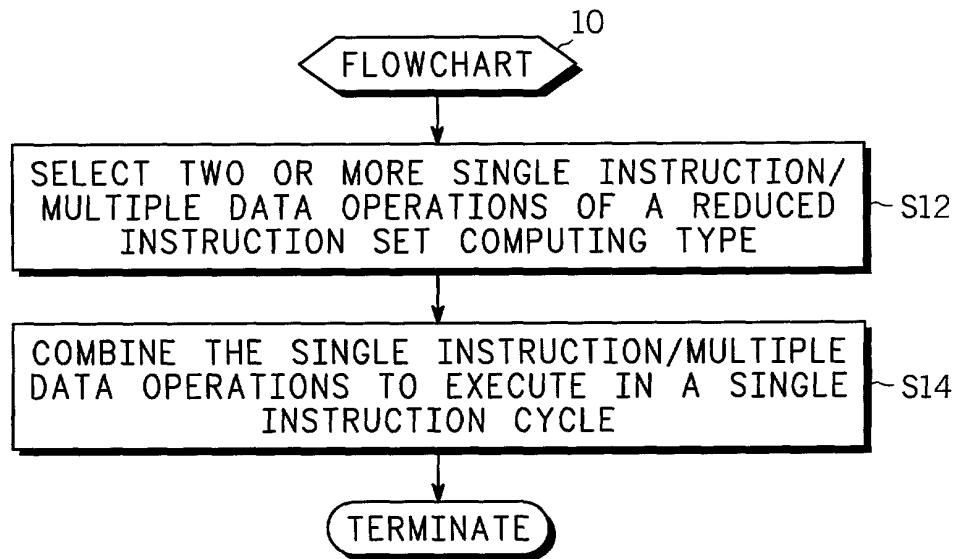 10
FLOWCHART
SELECT TWO OR MORE SINGLE INSTRUCTION/
MULTIPLE DATA OPERATIONS OF A REDUCED
INSTRUCTION SET COMPUTING TYPE
S12
COMBINE THE SINGLE INSTRUCTION/MULTIPLE
DATA OPERATIONS TO EXECUTE IN A SINGLE
INSTRUCTION CYCLE
S14
TERMINATE